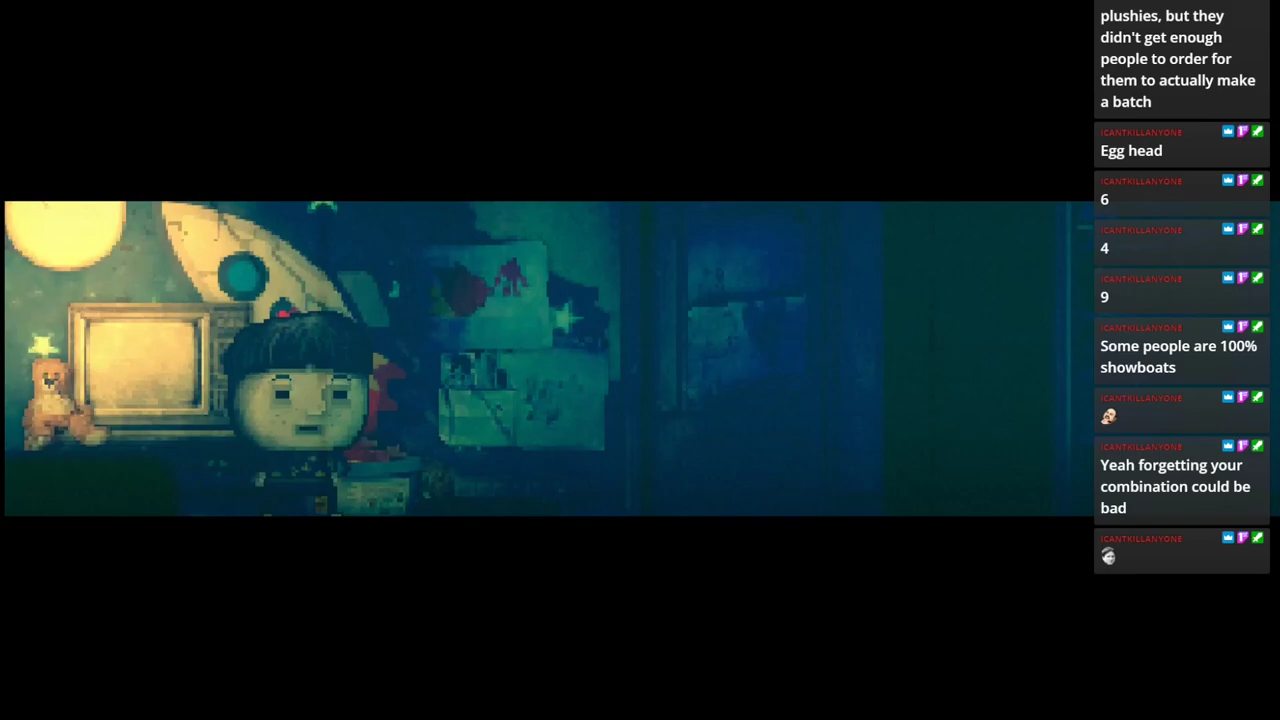 plushies, but they
didn't get enough
people to order for
them to actually make
a batch
ICANTKILLANYONE
Egg head
ICANTKILLANYONE
6
ICANTKILLANYONE
4
ICANTKILLANYONE
9
ICANTKILLANYONE
Some people are 100%
showboats
ICANTKILLANYONE
ICANTKILLANYONE
Yeah forgetting your
combination could be
bad
ICANTKILLANYONE